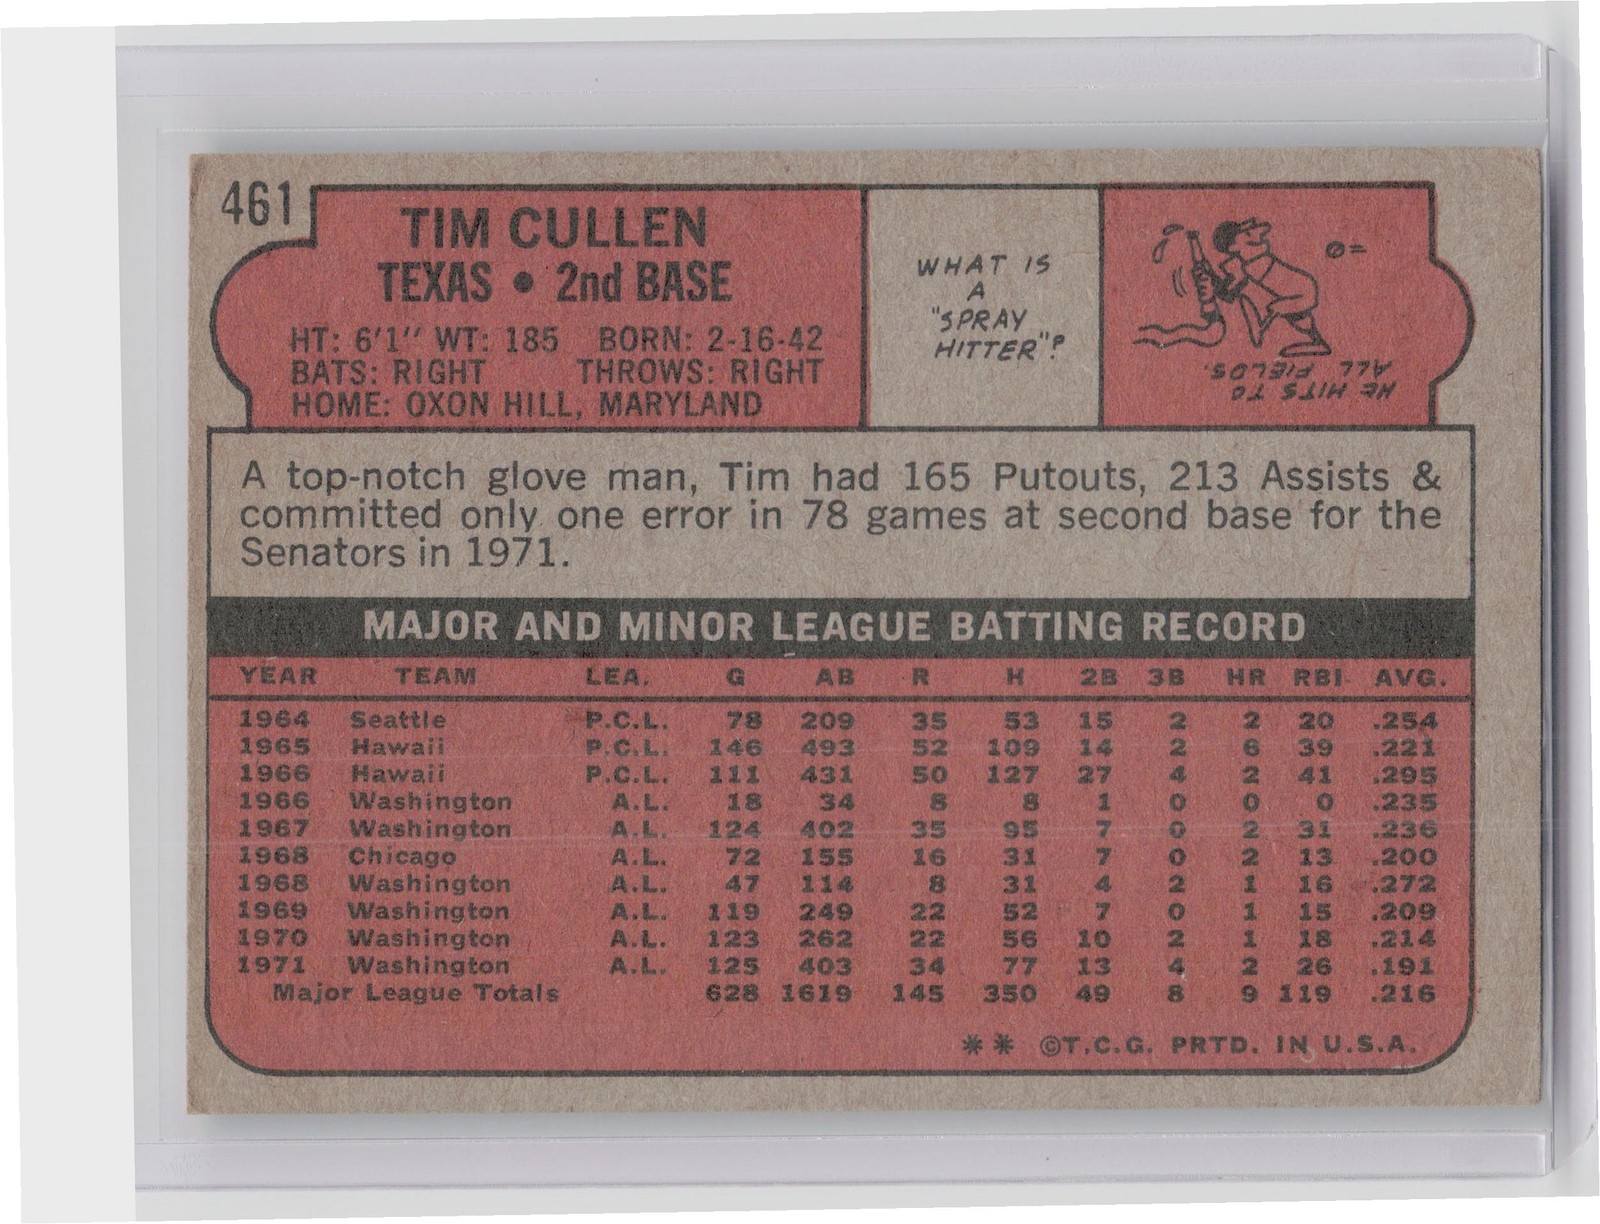 461
TIM CULLEN
TEXAS • 2nd BASE
HT: 6'1" WT: 185 BORN: 2-16-42
BATS: RIGHT THROWS: RIGHT
HOME: OXON HILL, MARYLAND
WHAT IS
A
"SPRAY
HITTER"?
HE HITS TO
ALL FIELDS.
A top-notch glove man, Tim had 165 Putouts, 213 Assists &
committed only one error in 78 games at second base for the
Senators in 1971.
MAJOR AND MINOR LEAGUE BATTING RECORD
YEAR TEAM LEA. G AB R H 2B 3B HR RBI AVG.
1964 Seattle P.C.L. 78 209 35 53 15 2 2 20 .254
1965 Hawaii P.C.L. 146 493 52 109 14 2 6 39 .221
1966 Hawaii P.C.L. 111 431 50 127 27 4 2 41 .295
1966 Washington A.L. 18 34 8 8 1 0 0 0 .235
1967 Washington A.L. 124 402 35 95 7 0 2 31 .236
1968 Chicago A.L. 72 155 16 31 7 0 2 13 .200
1968 Washington A.L. 47 114 8 31 4 2 1 16 .272
1969 Washington A.L. 119 249 22 52 7 0 1 15 .209
1970 Washington A.L. 123 262 22 56 10 2 1 18 .214
1971 Washington A.L. 125 403 34 77 13 4 2 26 .191
Major League Totals 628 1619 145 350 49 8 9 119 .216
** ©T.C.G. PRTD. IN U.S.A.